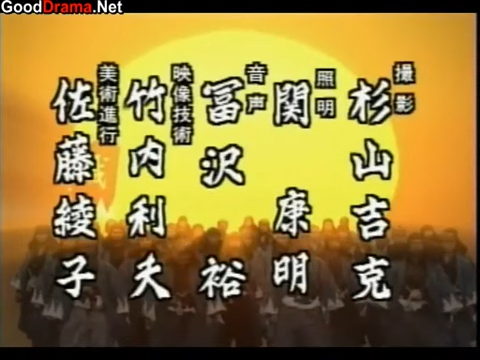 GoodDrama.Net
撮影
杉山吉克
照明
関康明
音声
冨沢裕
映像技術
竹内利夫
美術進行
佐藤綾子